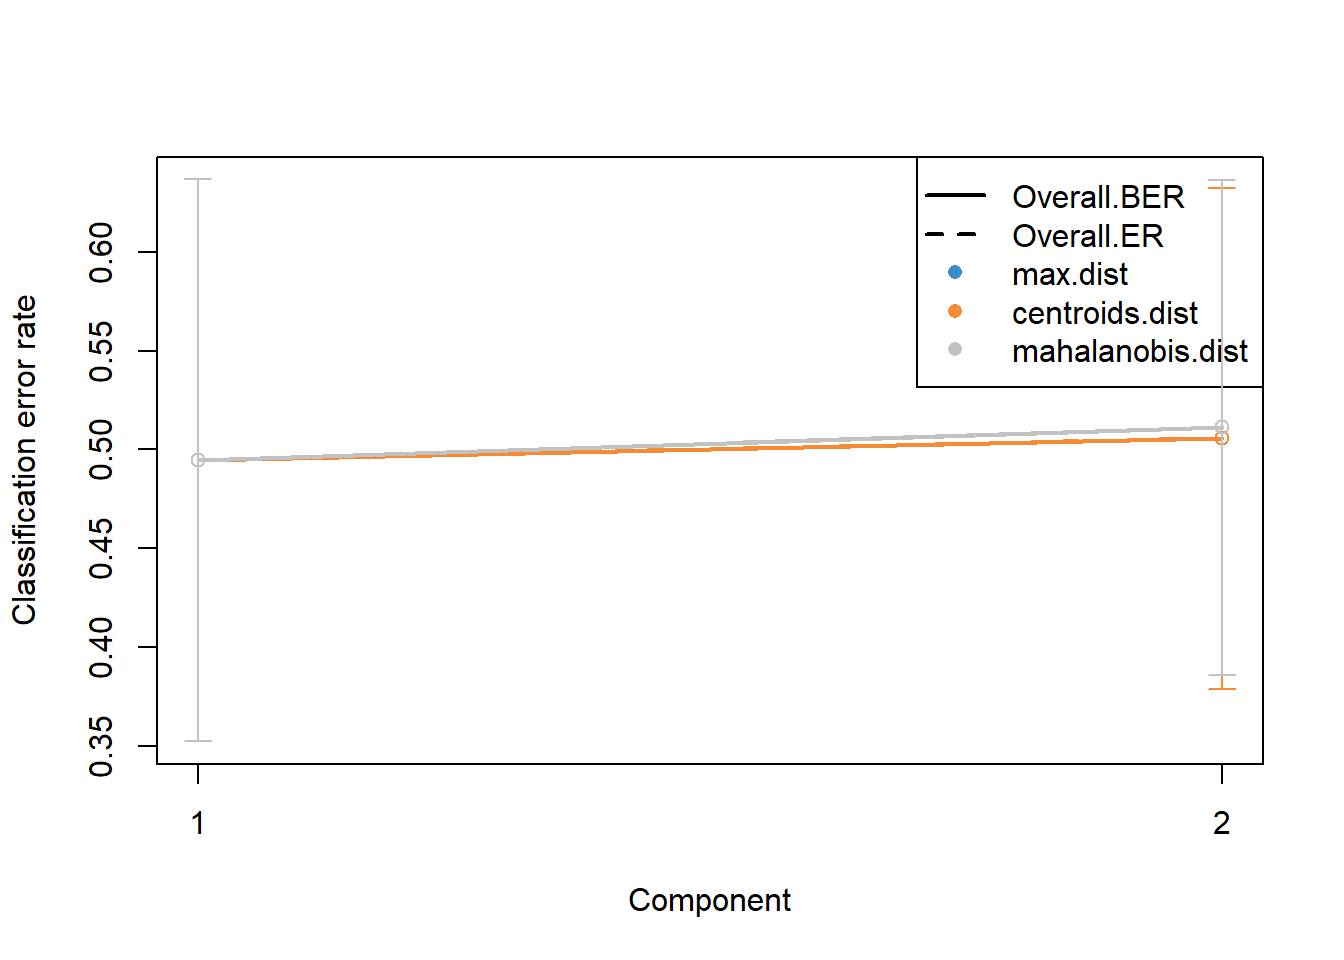 Overall.BER
Overall.ER
max.dist
centroids.dist
mahalanobis.dist
Classification error rate
0.60
0.55
0.50
0.45
0.40
0.35
1
2
Component